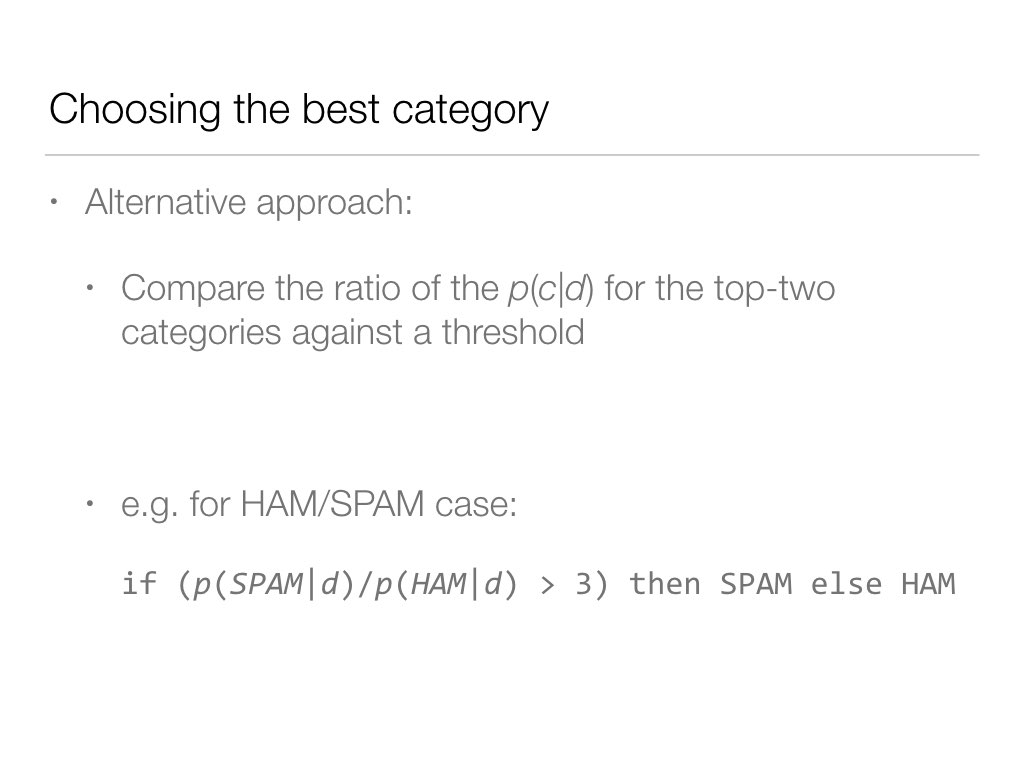 Choosing the best category
• Alternative approach:
• Compare the ratio of the p(c|d) for the top-two
categories against a threshold
• e.g. for HAM/SPAM case:
if (p(SPAM|d)/p(HAM|d) > 3) then SPAM else HAM